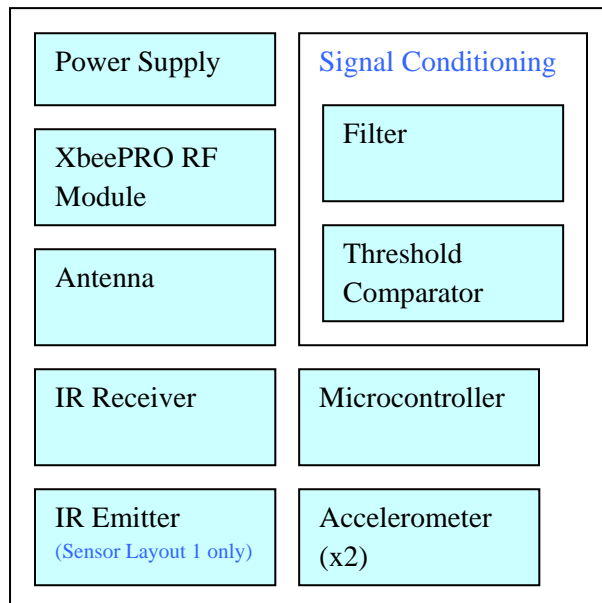 Power Supply
XbeePRO RF
Module
Antenna
IR Receiver
IR Emitter
(Sensor Layout 1 only)
Signal Conditioning
Filter
Threshold
Comparator
Microcontroller
Accelerometer
(x2)